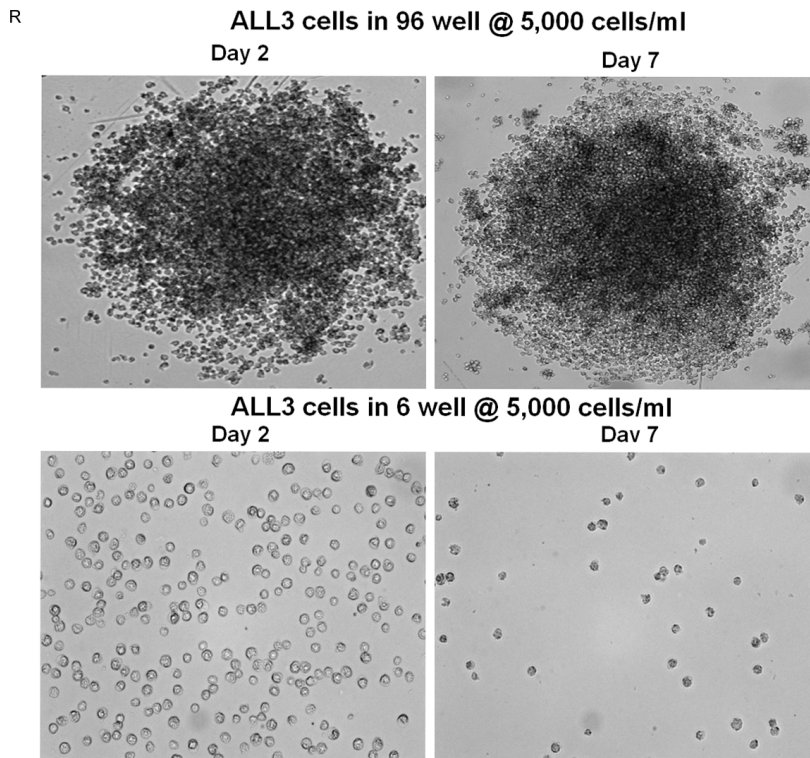 R
ALL3 cells in 96 well @ 5,000 cells/ml
Day 2
Day 7
ALL3 cells in 6 well @ 5,000 cells/ml
Day 2
Day 7